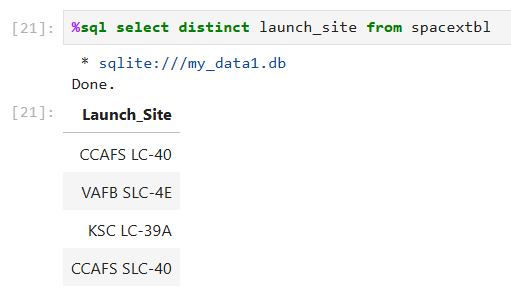 [21]: %sql select distinct launch_site from spacextbl
* sqlite:///my_data1.db
Done.
[21]: Launch_Site
CCAFS LC-40
VAFB SLC-4E
KSC LC-39A
CCAFS SLC-40